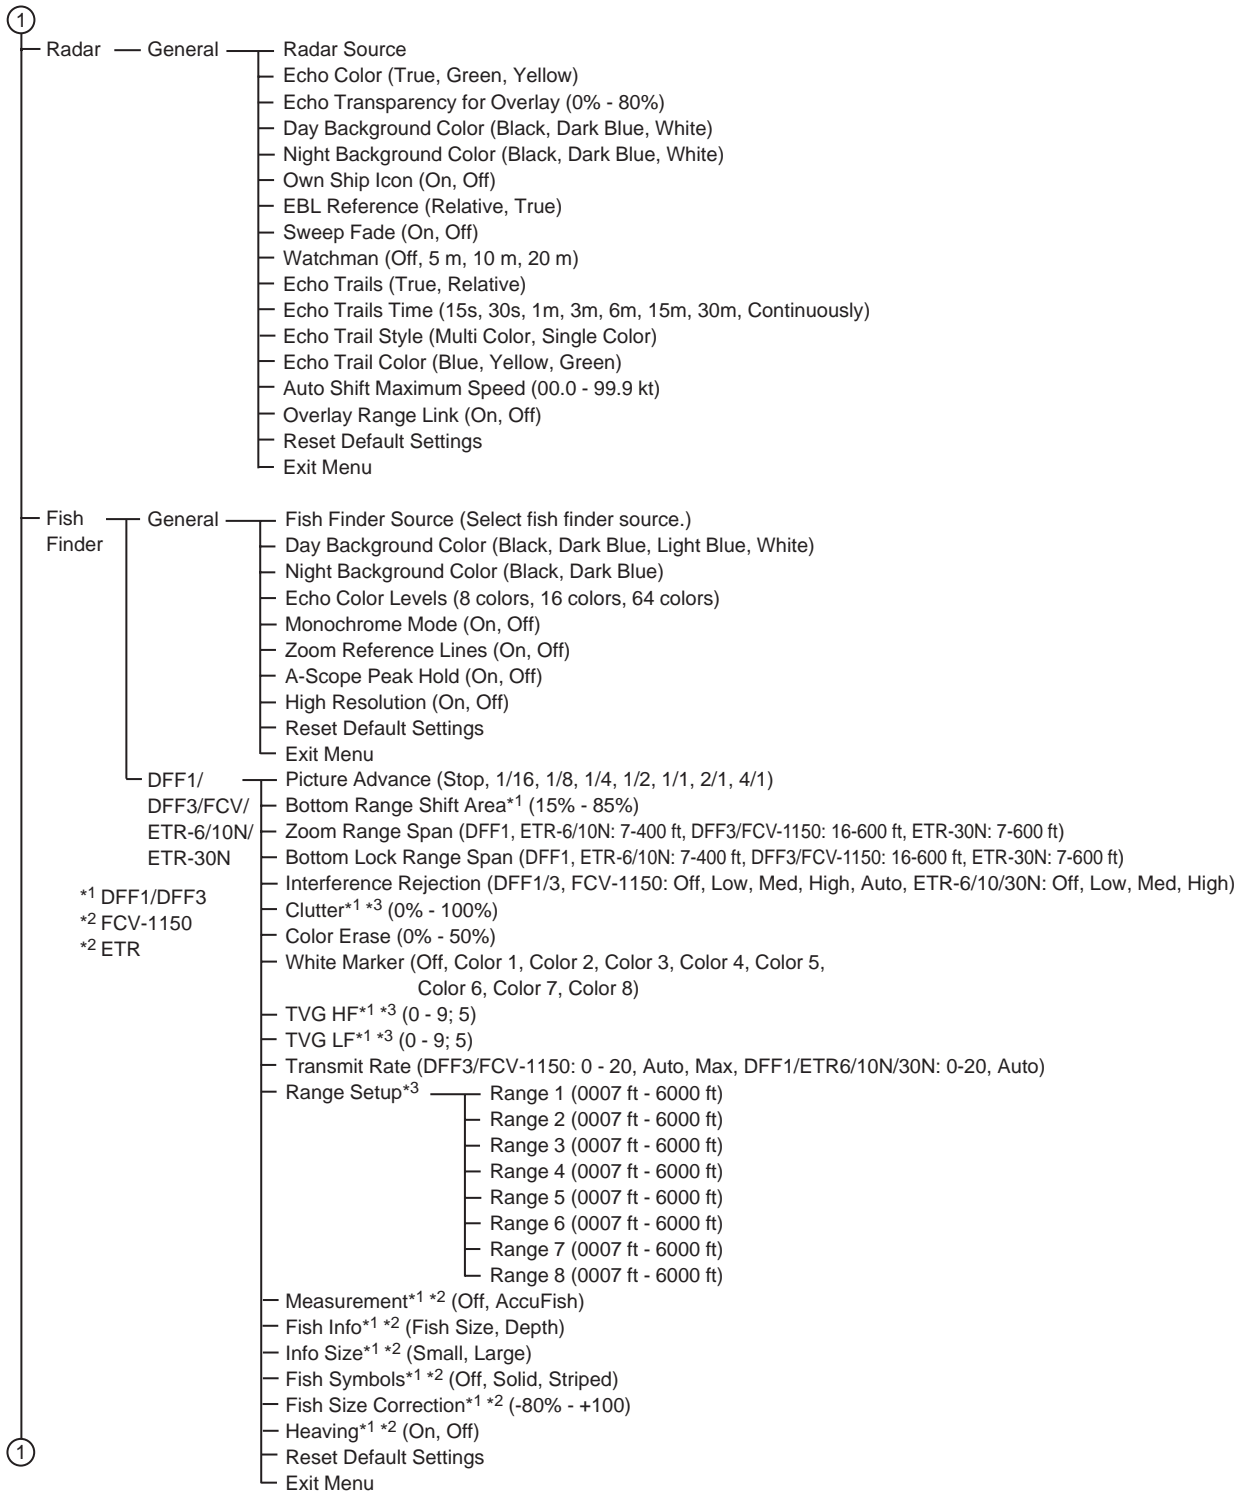 1
Radar
General
Radar Source
Echo Color (True, Green, Yellow)
Echo Transparency for Overlay (0% - 80%)
Day Background Color (Black, Dark Blue, White)
Night Background Color (Black, Dark Blue, White)
Own Ship Icon (On, Off)
EBL Reference (Relative, True)
Sweep Fade (On, Off)
Watchman (Off, 5 m, 10 m, 20 m)
Echo Trails (True, Relative)
Echo Trails Time (15s, 30s, 1m, 3m, 6m, 15m, 30m, Continuously)
Echo Trail Style (Multi Color, Single Color)
Echo Trail Color (Blue, Yellow, Green)
Auto Shift Maximum Speed (00.0 - 99.9 kt)
Overlay Range Link (On, Off)
Reset Default Settings
Exit Menu
Fish
Finder
General
Fish Finder Source (Select fish finder source.)
Day Background Color (Black, Dark Blue, Light Blue, White)
Night Background Color (Black, Dark Blue)
Echo Color Levels (8 colors, 16 colors, 64 colors)
Monochrome Mode (On, Off)
Zoom Reference Lines (On, Off)
A-Scope Peak Hold (On, Off)
High Resolution (On, Off)
Reset Default Settings
Exit Menu
DFF1/
DFF3/FCV/
ETR-6/10N/
ETR-30N
*1 DFF1/DFF3
*2 FCV-1150
*2 ETR
Picture Advance (Stop, 1/16, 1/8, 1/4, 1/2, 1/1, 2/1, 4/1)
Bottom Range Shift Area*1 (15% - 85%)
Zoom Range Span (DFF1, ETR-6/10N: 7-400 ft, DFF3/FCV-1150: 16-600 ft, ETR-30N: 7-600 ft)
Bottom Lock Range Span (DFF1, ETR-6/10N: 7-400 ft, DFF3/FCV-1150: 16-600 ft, ETR-30N: 7-600 ft)
Interference Rejection (DFF1/3, FCV-1150: Off, Low, Med, High, Auto, ETR-6/10/30N: Off, Low, Med, High)
Clutter*1 *3 (0% - 100%)
Color Erase (0% - 50%)
White Marker (Off, Color 1, Color 2, Color 3, Color 4, Color 5,
Color 6, Color 7, Color 8)
TVG HF*1 *3 (0 - 9; 5)
TVG LF*1 *3 (0 - 9; 5)
Transmit Rate (DFF3/FCV-1150: 0 - 20, Auto, Max, DFF1/ETR6/10N/30N: 0-20, Auto)
Range Setup*3
Range 1 (0007 ft - 6000 ft)
Range 2 (0007 ft - 6000 ft)
Range 3 (0007 ft - 6000 ft)
Range 4 (0007 ft - 6000 ft)
Range 5 (0007 ft - 6000 ft)
Range 6 (0007 ft - 6000 ft)
Range 7 (0007 ft - 6000 ft)
Range 8 (0007 ft - 6000 ft)
Measurement*1 *2 (Off, AccuFish)
Fish Info*1 *2 (Fish Size, Depth)
Info Size*1 *2 (Small, Large)
Fish Symbols*1 *2 (Off, Solid, Striped)
Fish Size Correction*1 *2 (-80% - +100)
Heaving*1 *2 (On, Off)
Reset Default Settings
Exit Menu
1